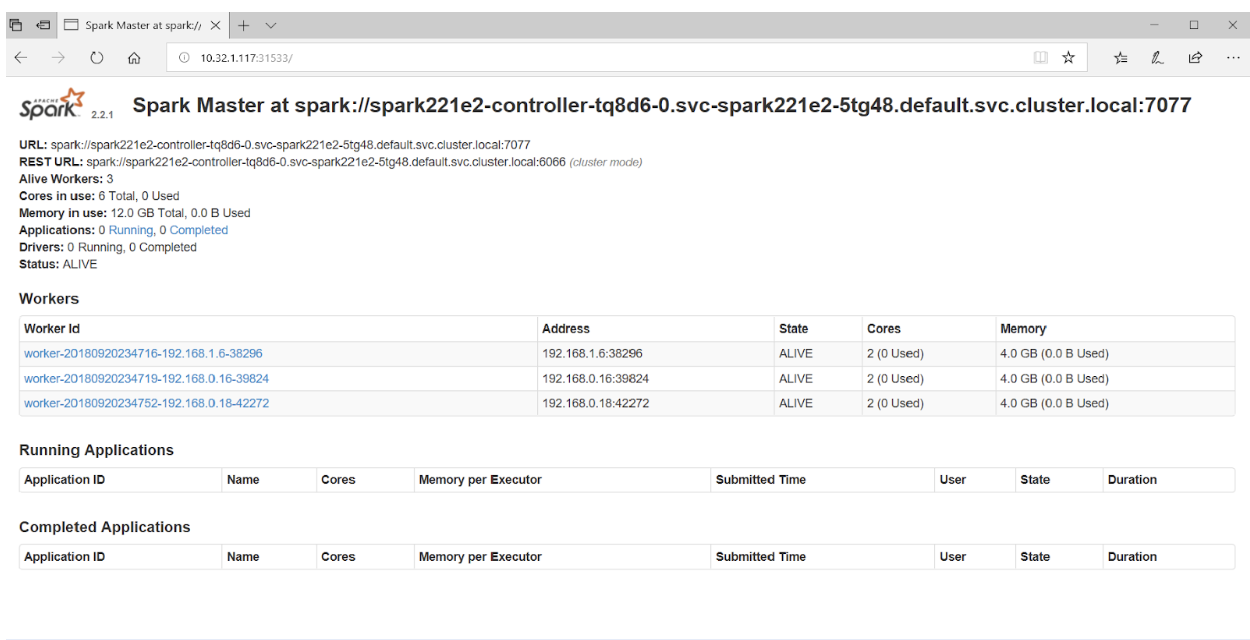 Spark Master at spark:/
10.32.1.117:31533/
APACHE
Spark 2.2.1 Spark Master at spark://spark221e2-controller-tq8d6-0.svc-spark221e2-5tg48.default.svc.cluster.local:7077
URL: spark://spark221e2-controller-tq8d6-0.svc-spark221e2-5tg48.default.svc.cluster.local:7077
REST URL: spark://spark221e2-controller-tq8d6-0.svc-spark221e2-5tg48.default.svc.cluster.local:6066 (cluster mode)
Alive Workers: 3
Cores in use: 6 Total, 0 Used
Memory in use: 12.0 GB Total, 0.0 B Used
Applications: 0 Running, 0 Completed
Drivers: 0 Running, 0 Completed
Status: ALIVE
Workers
Worker Id Address State Cores Memory
worker-20180920234716-192.168.1.6-38296 192.168.1.6:38296 ALIVE 2 (0 Used) 4.0 GB (0.0 B Used)
worker-20180920234719-192.168.0.16-39824 192.168.0.16:39824 ALIVE 2 (0 Used) 4.0 GB (0.0 B Used)
worker-20180920234752-192.168.0.18-42272 192.168.0.18:42272 ALIVE 2 (0 Used) 4.0 GB (0.0 B Used)
Running Applications
Application ID Name Cores Memory per Executor Submitted Time User State Duration
Completed Applications
Application ID Name Cores Memory per Executor Submitted Time User State Duration